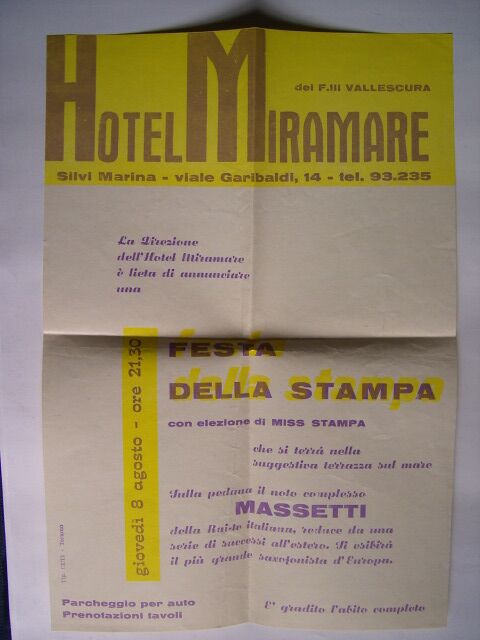 HOTEL MIRAMARE
dei F.lli VALLESCURA
Silvi Marina - viale Garibaldi, 14 - tel. 93.235
La Direzione
dell'Hotel Miramare
è lieta di annunciare
una
giovedì 8 agosto - ore 21,30
FESTA
DELLA STAMPA
con elezione di MISS STAMPA
che si terrà nella
suggestiva terrazza sul mare
Sulla pedana il noto complesso
MASSETTI
della Rai-tv italiana, reduce da una
serie di successi all'estero. Si esibirà
il più grande saxofonista d'Europa.
Tip. CETI - Teramo
Parcheggio per auto
Prenotazioni tavoli
E' gradito l'abito completo